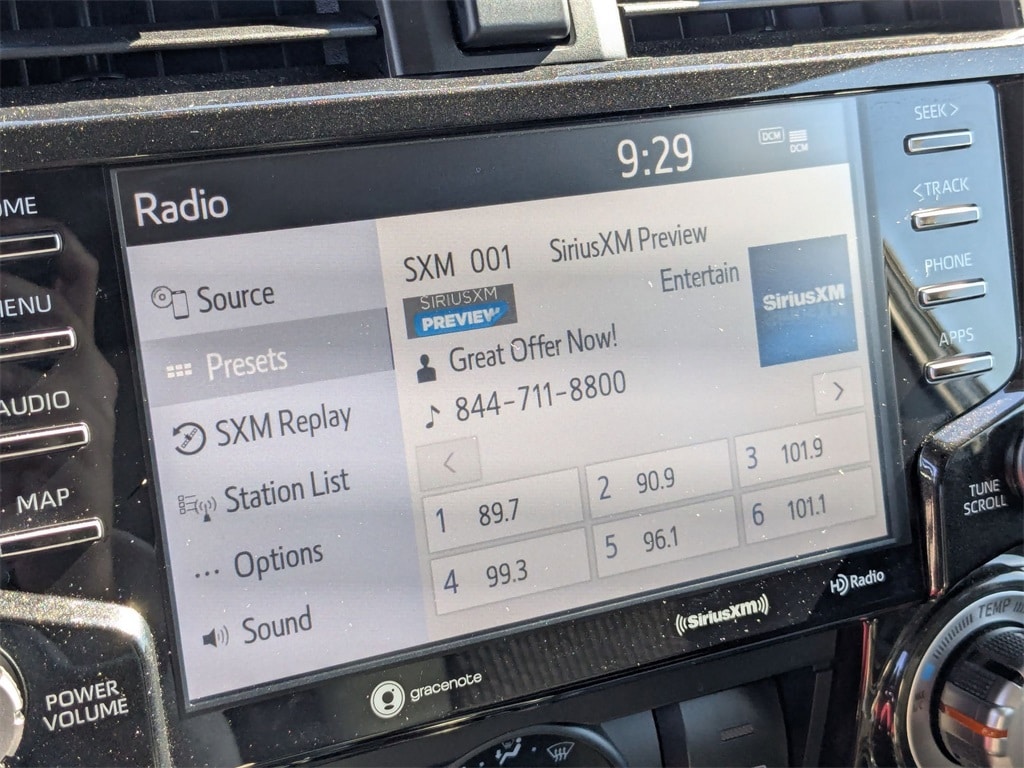 SEEK >
< TRACK
PHONE
APPS
TUNE
SCROLL
TEMP
UME
MENU
AUDIO
MAP
POWER
VOLUME
Radio
9:29
DCM
DCM
Source
Presets
SXM Replay
Station List
... Options
Sound
SXM 001
SiriusXM Preview
Entertain
SIRIUSXM
PREVIEW
SiriusXM
Great Offer Now!
844-711-8800
<
>
1 89.7
2 90.9
3 101.9
4 99.3
5 96.1
6 101.1
gracenote
((SiriusXM))
HD Radio